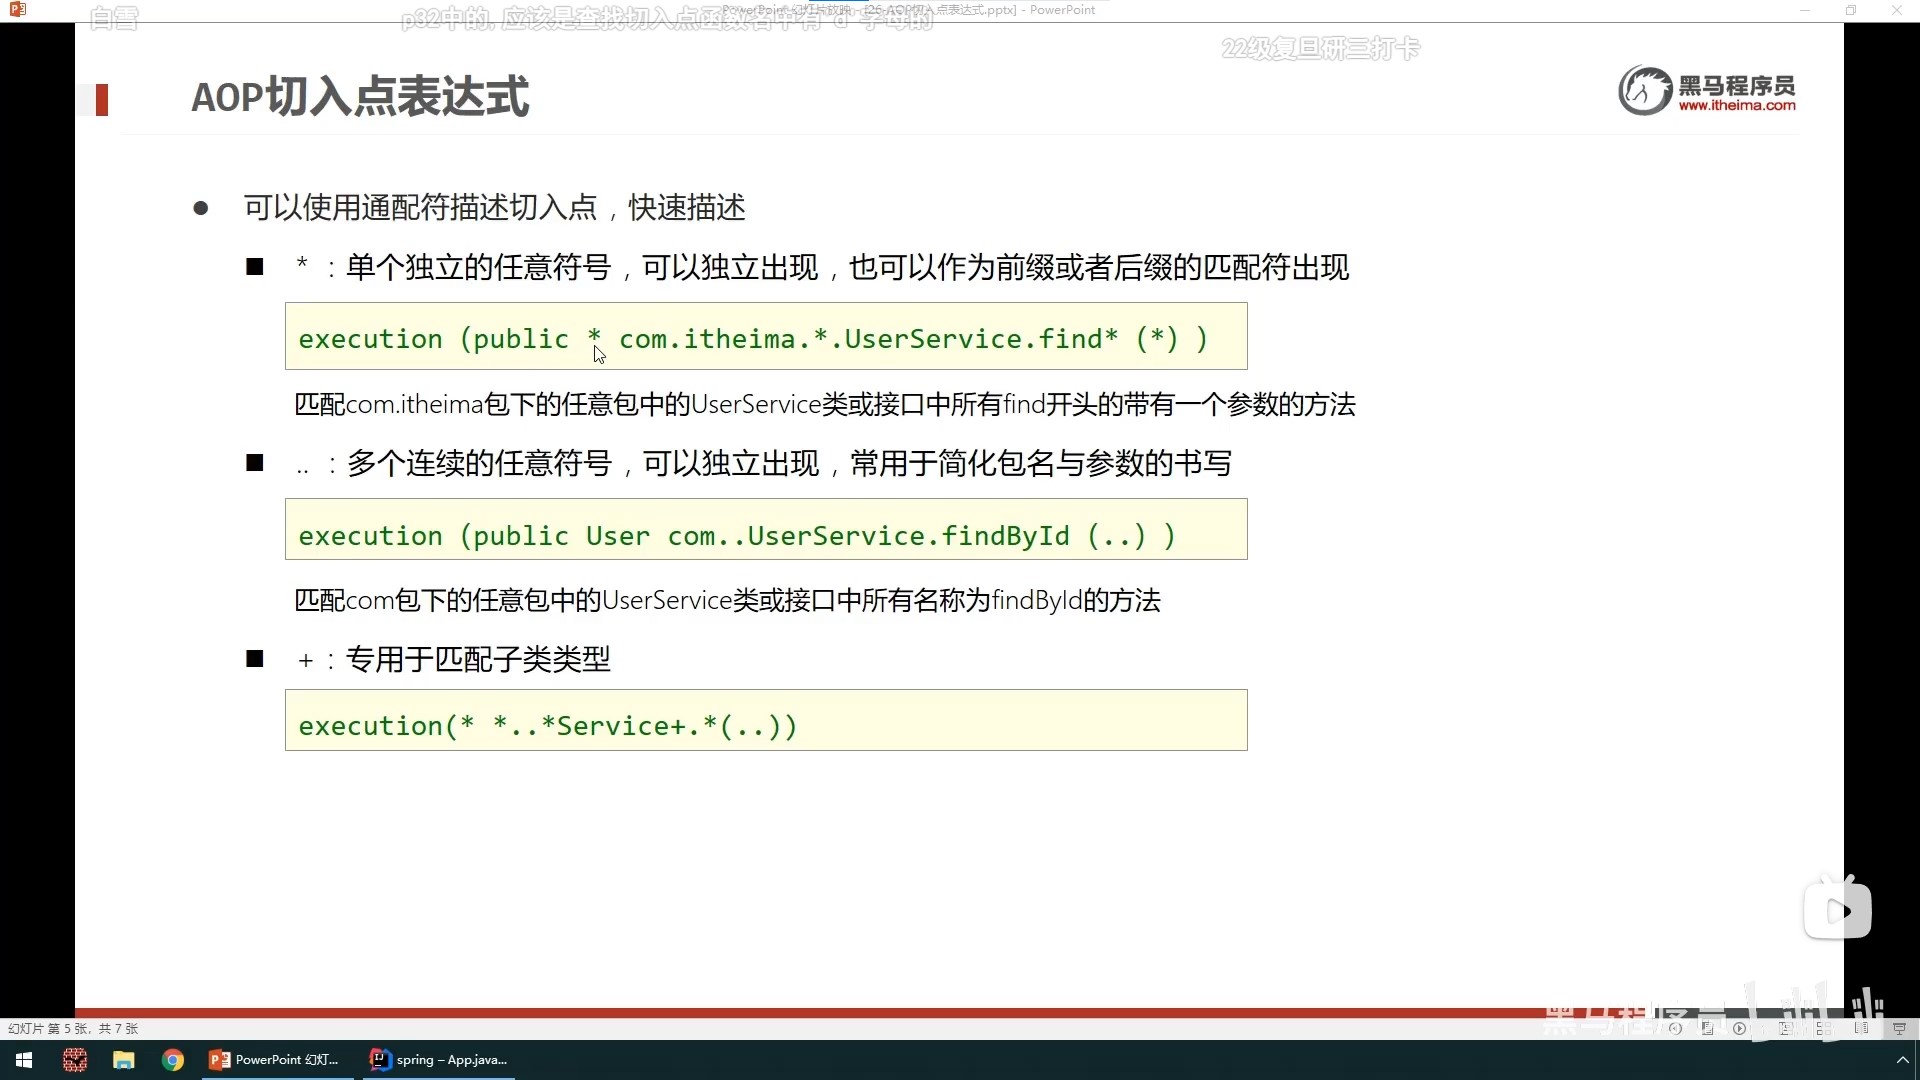 白雪
PowerPoint 幻灯片放映 - [26-AOP切入点表达式.pptx] - PowerPoint
p32中的, 应该是查找切入点函数名中有"d"字母的
22级复旦研三打卡
AOP切入点表达式
黑马程序员
www.itheima.com
● 可以使用通配符描述切入点，快速描述
■ * ：单个独立的任意符号，可以独立出现，也可以作为前缀或者后缀的匹配符出现
execution (public * com.itheima.*.UserService.find* (*) )
匹配com.itheima包下的任意包中的UserService类或接口中所有find开头的带有一个参数的方法
■ .. ：多个连续的任意符号，可以独立出现，常用于简化包名与参数的书写
execution (public User com..UserService.findById (..) )
匹配com包下的任意包中的UserService类或接口中所有名称为findById的方法
■ + ：专用于匹配子类类型
execution(* *..*Service+.*(..))
黑马程序员
幻灯片 第 5 张，共 7 张
PowerPoint 幻灯...
spring – App.java...